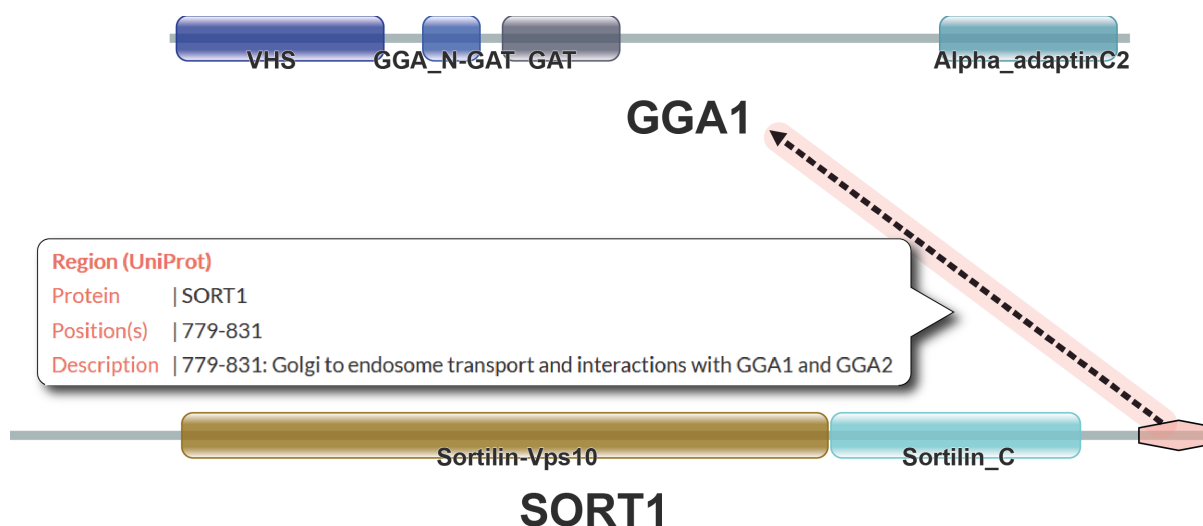 VHS GGA_N-GAT GAT Alpha_adaptinC2
GGA1
Region (UniProt)
Protein | SORT1
Position(s) | 779-831
Description | 779-831: Golgi to endosome transport and interactions with GGA1 and GGA2
Sortilin-Vps10 Sortilin_C
SORT1